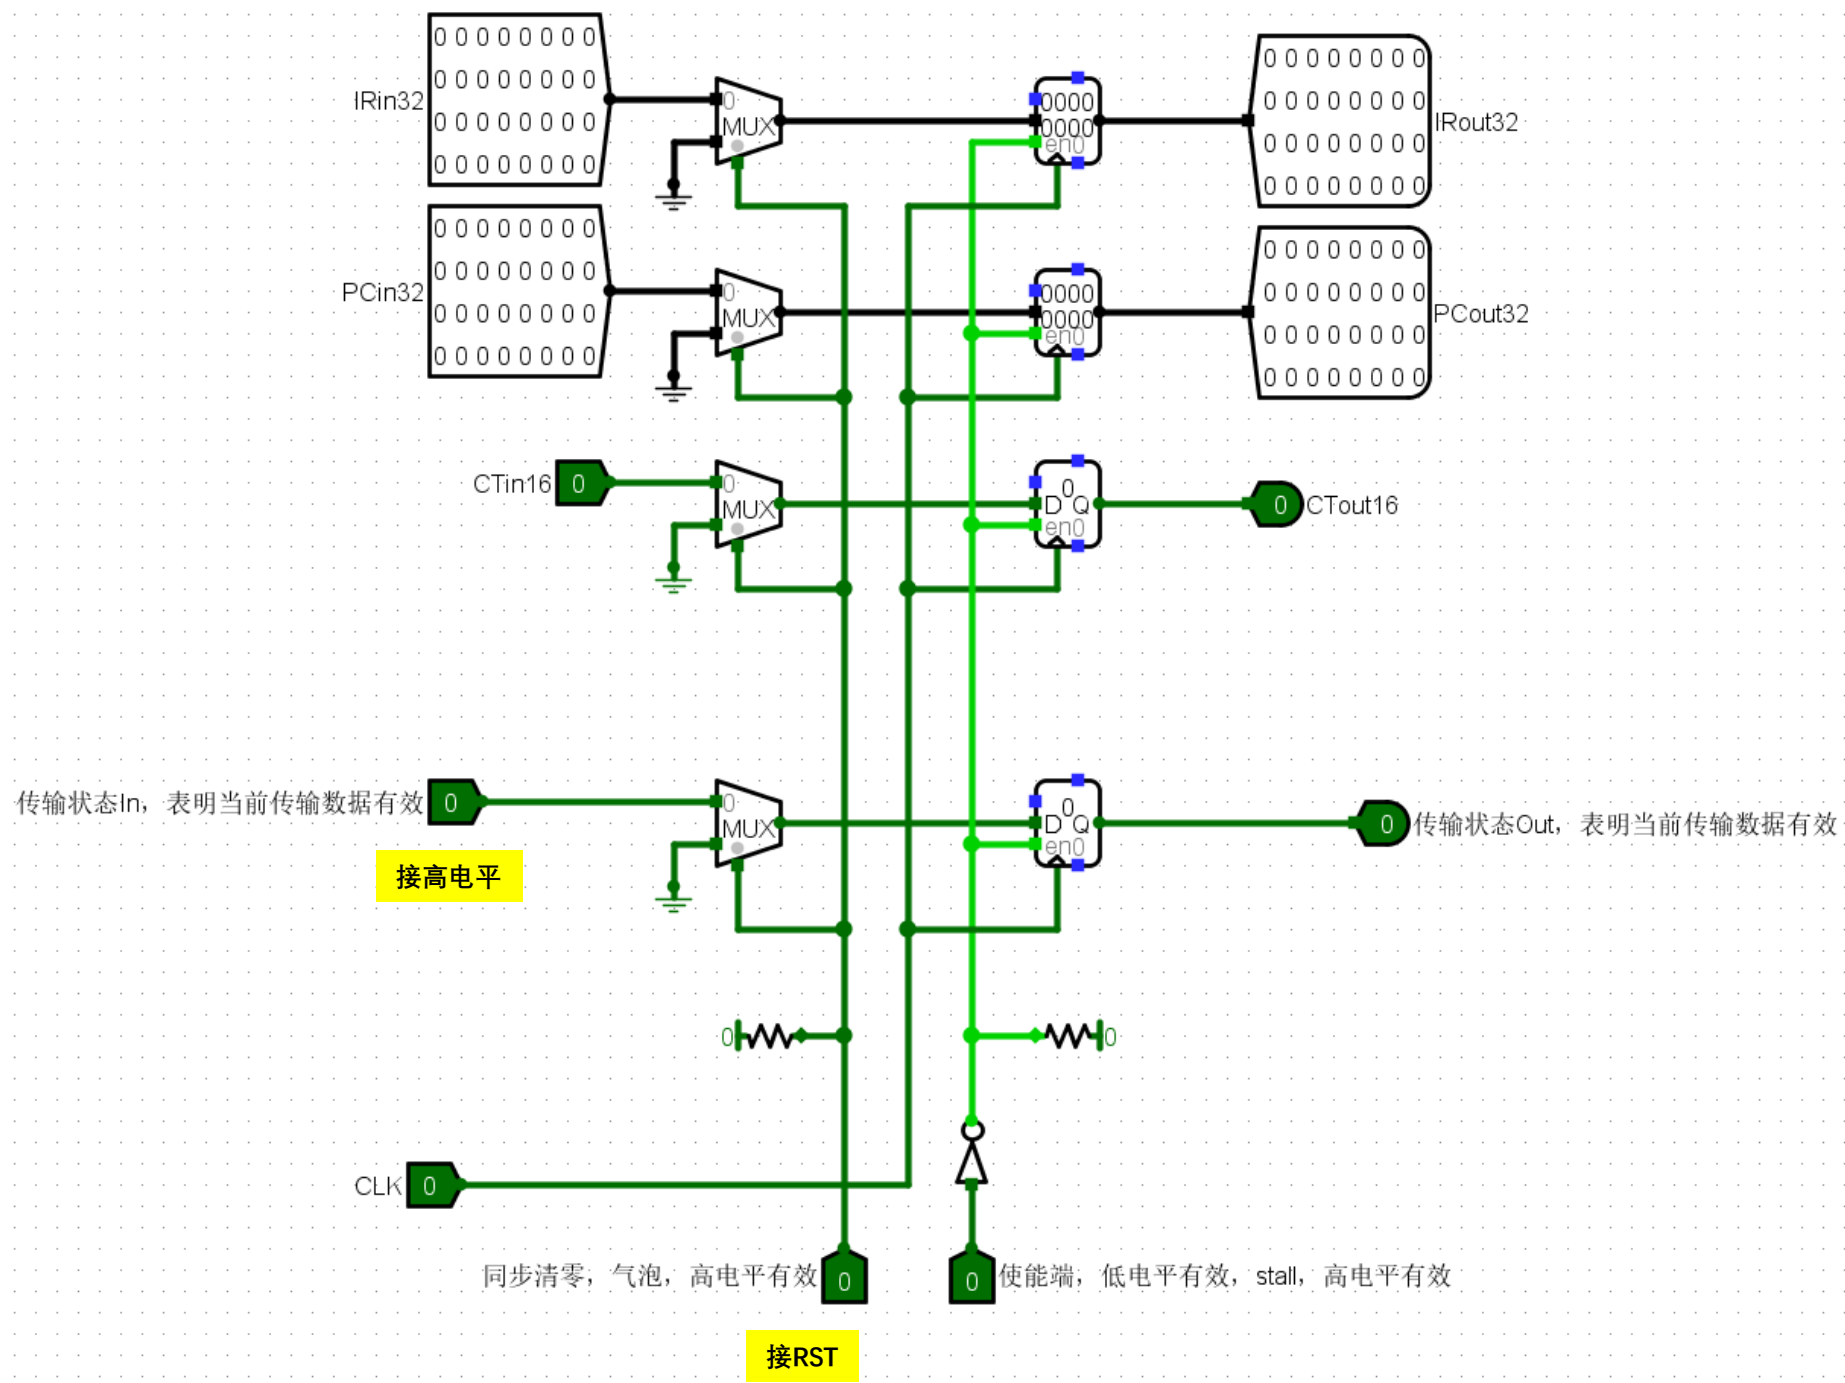 0 0 0 0 0 0 0 0
0 0 0 0 0 0 0 0
0 0 0 0 0 0 0 0
0 0 0 0 0 0 0 0
IRin32
0
MUX
0000
0000
en0
0 0 0 0 0 0 0 0
0 0 0 0 0 0 0 0
0 0 0 0 0 0 0 0
0 0 0 0 0 0 0 0
IRout32
0 0 0 0 0 0 0 0
0 0 0 0 0 0 0 0
0 0 0 0 0 0 0 0
0 0 0 0 0 0 0 0
PCin32
0
MUX
0000
0000
en0
0 0 0 0 0 0 0 0
0 0 0 0 0 0 0 0
0 0 0 0 0 0 0 0
0 0 0 0 0 0 0 0
PCout32
CTin16 0
0
MUX
0
D Q
en0
0 CTout16
传输状态In，表明当前传输数据有效 0
接高电平
0
MUX
0
D Q
en0
0 传输状态Out，表明当前传输数据有效
0
0
CLK 0
同步清零，气泡，高电平有效 0
0 使能端，低电平有效，stall，高电平有效
接RST